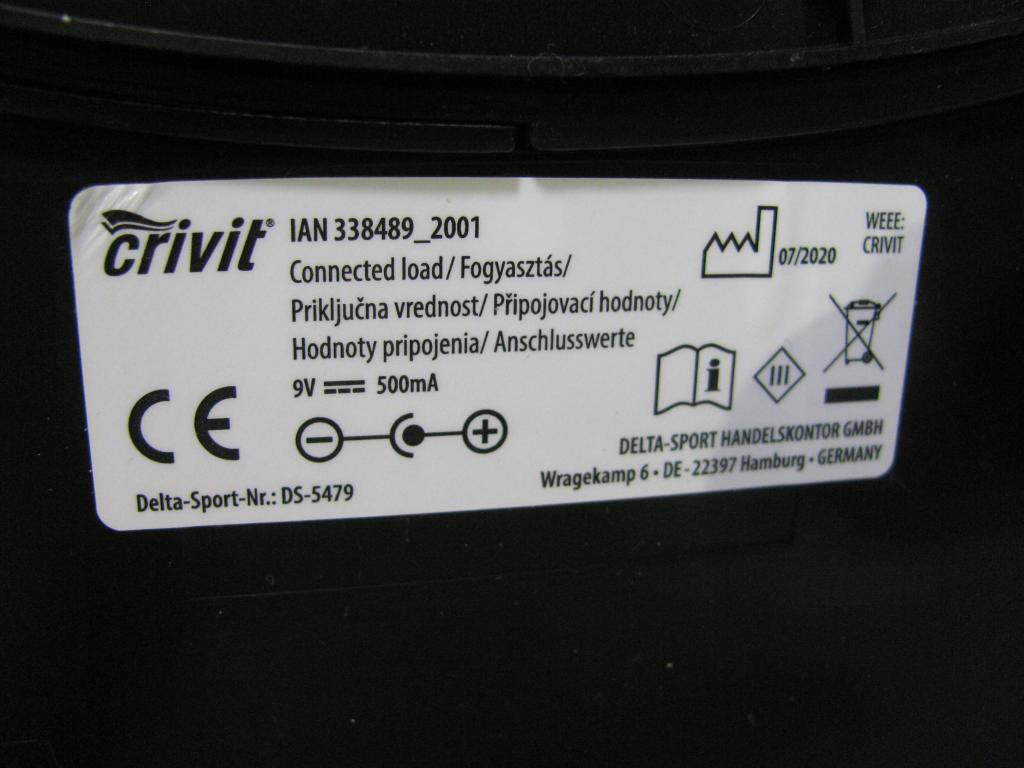 crivit®
IAN 338489_2001
Connected load/ Fogyasztás/
Priključna vrednost/ Připojovací hodnoty/
Hodnoty pripojenia/ Anschlusswerte
9V 500mA
CE
Delta-Sport-Nr.: DS-5479
07/2020
WEEE:
CRIVIT
i
III
DELTA-SPORT HANDELSKONTOR GMBH
Wragekamp 6 • DE - 22397 Hamburg • GERMANY